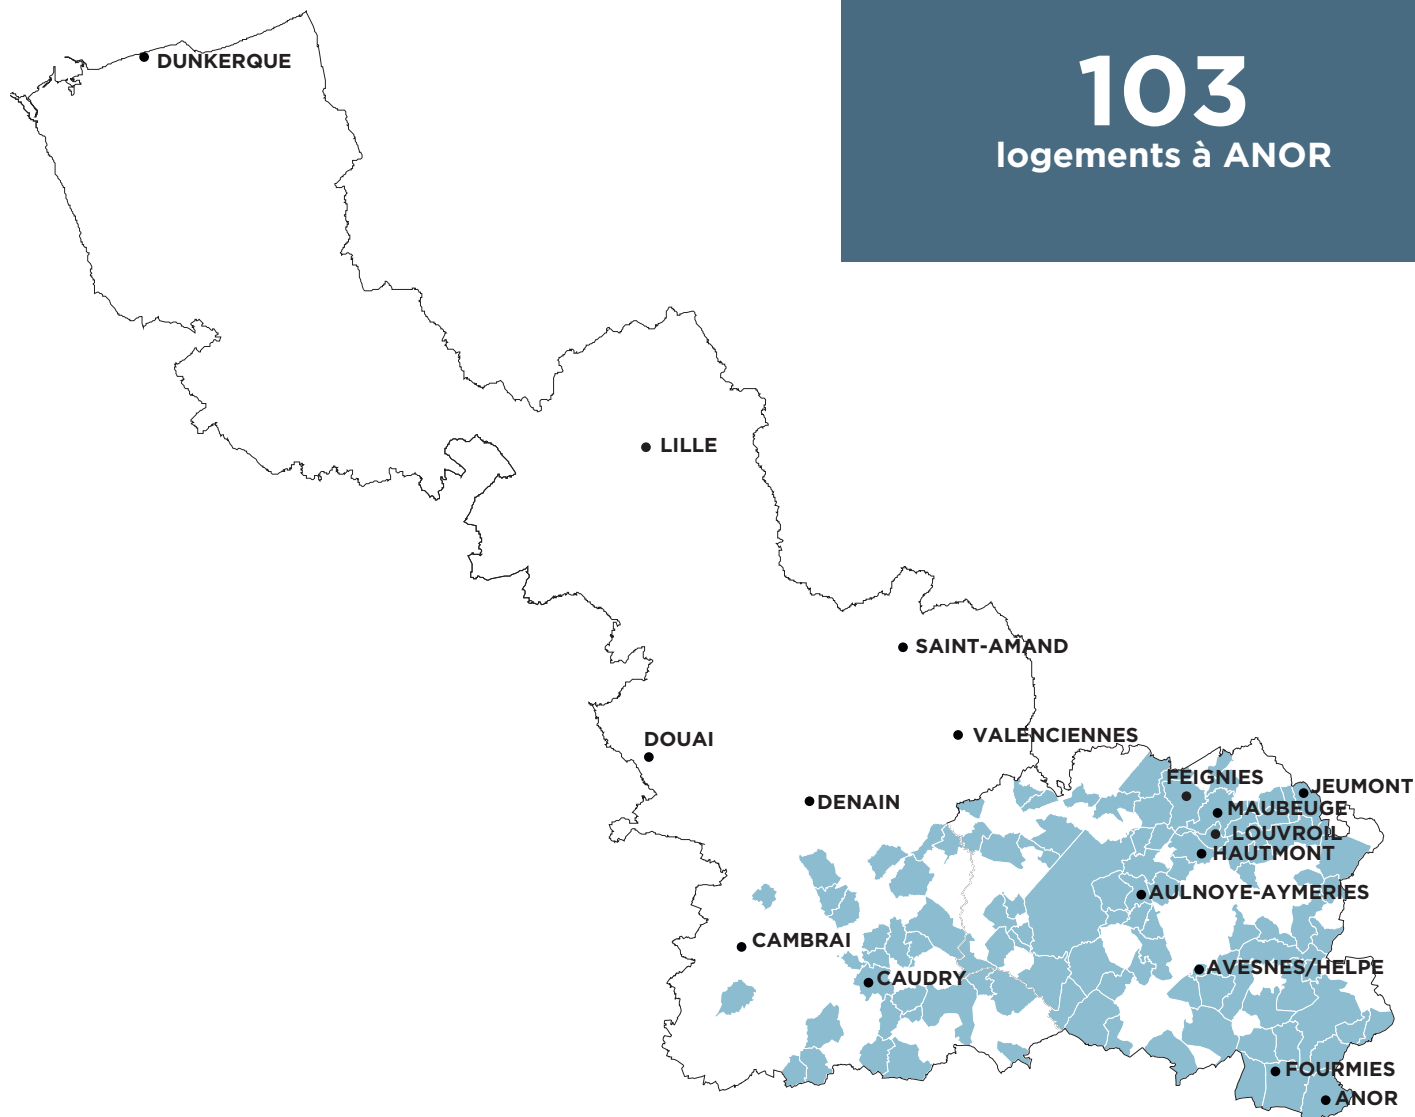 103
logements à ANOR
DUNKERQUE
LILLE
SAINT-AMAND
VALENCIENNES
DOUAI
DENAIN
FEIGNIES
JEUMONT
MAUBEUGE
LOUVROIL
HAUTMONT
AULNOYE-AYMERIES
CAMBRAI
CAUDRY
AVESNES/HELPE
FOURMIES
ANOR